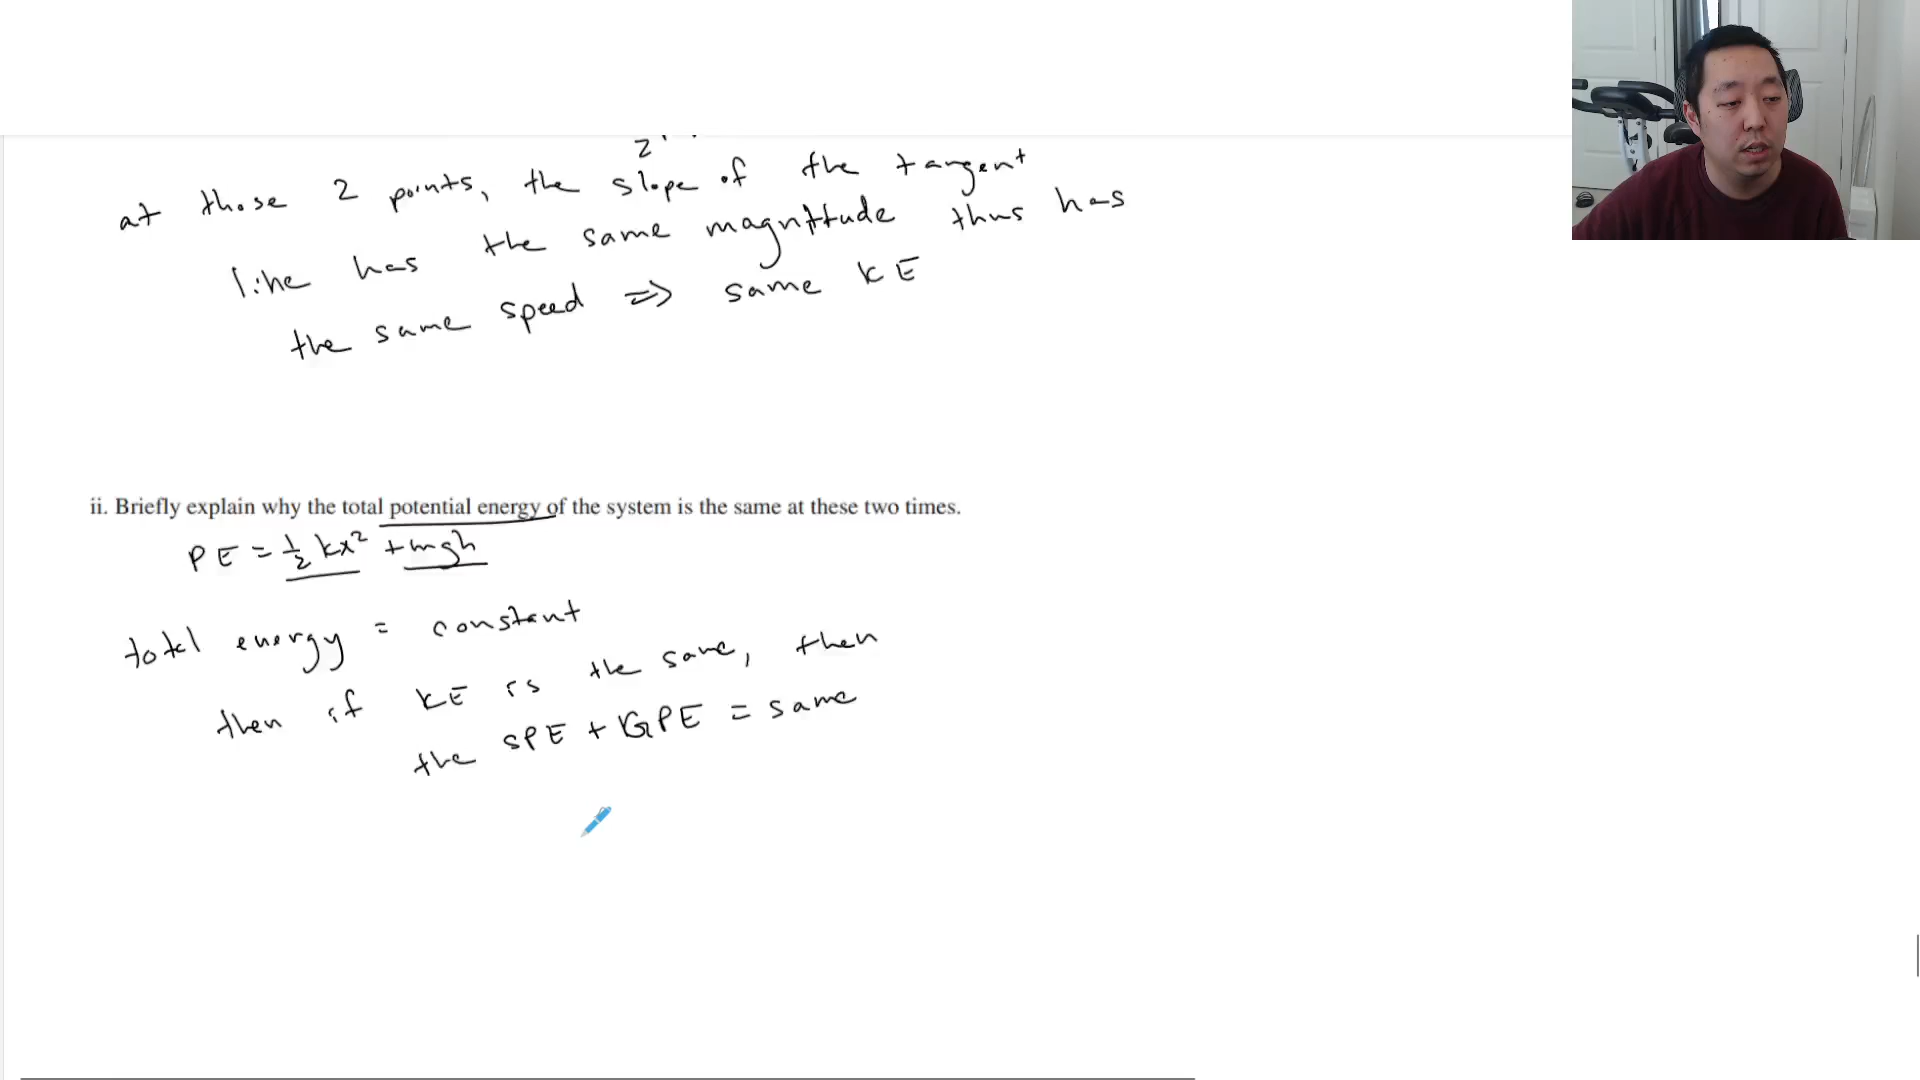 at those 2 points, the slope of the tangent
line has the same magnitude thus has
the same speed => same KE
ii. Briefly explain why the total potential energy of the system is the same at these two times.
PE = 1/2 kx² + mgh
total energy = constant
then if KE is the same, then
the SPE + GPE = same